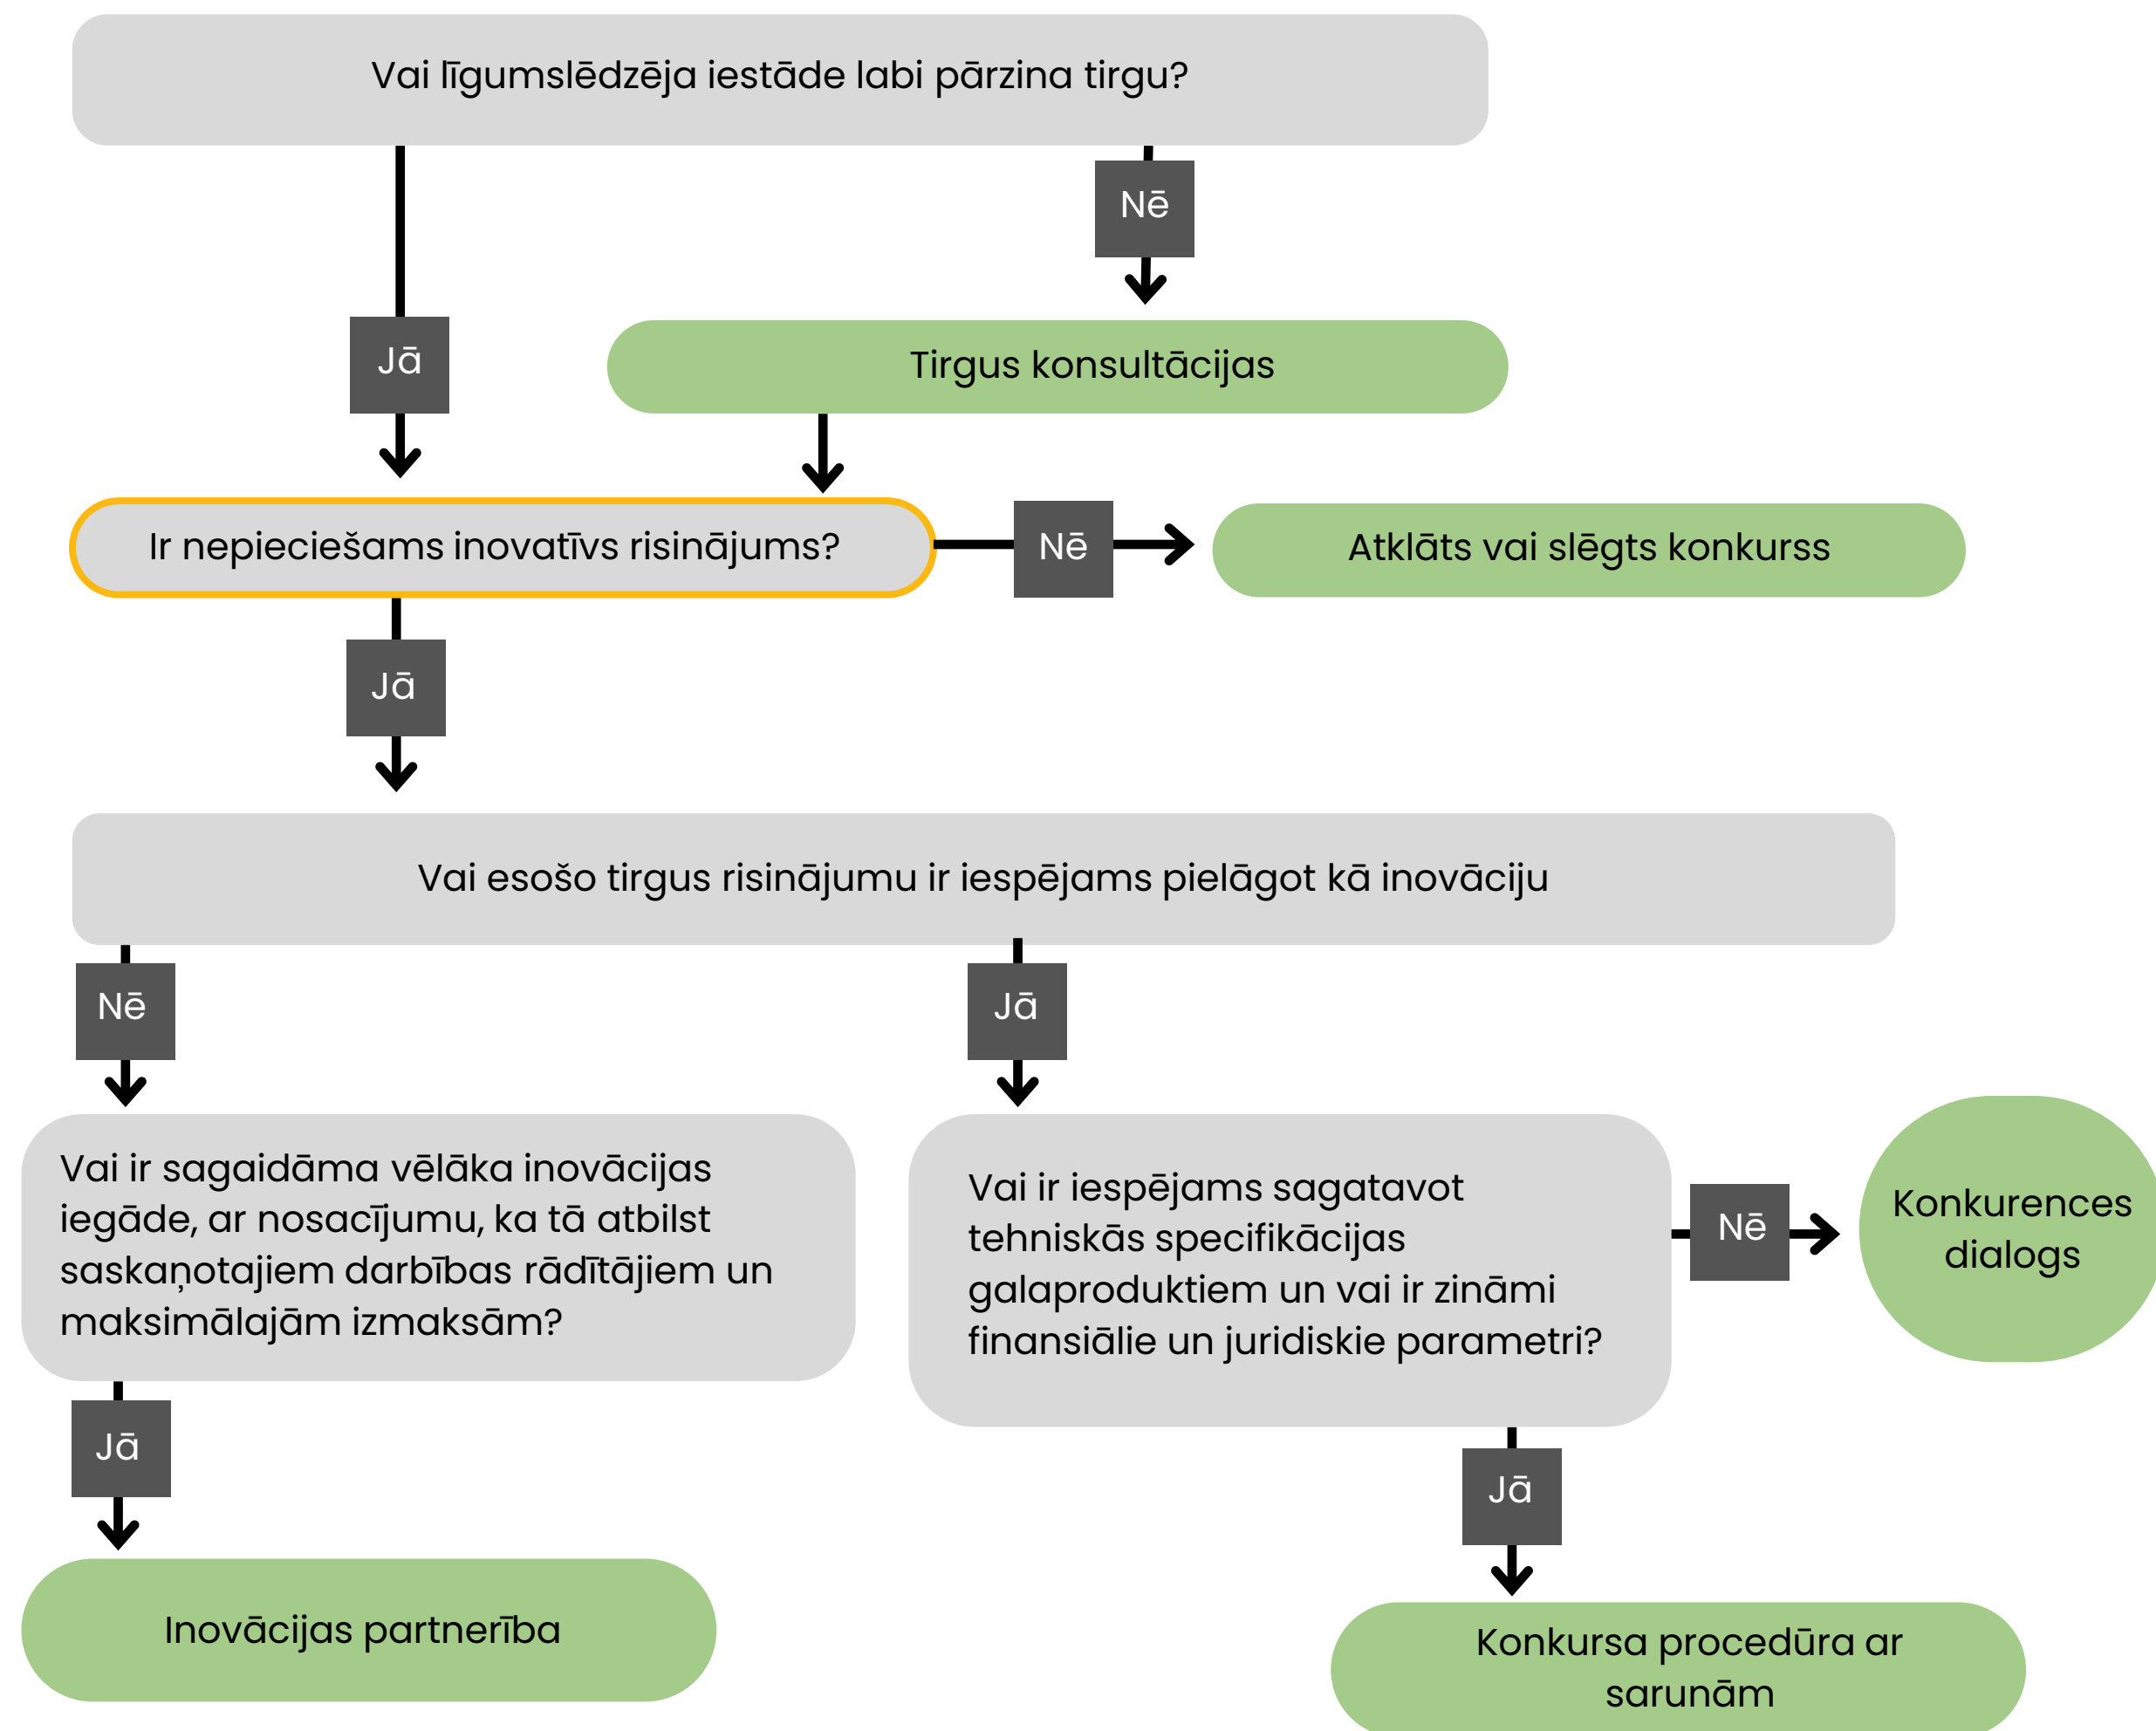 Vai līgumslēdzēja iestāde labi pārzina tirgu?
Nē
Jā
Tirgus konsultācijas
Ir nepieciešams inovatīvs risinājums?
Nē
Atklāts vai slēgts konkurss
Jā
Vai esošo tirgus risinājumu ir iespējams pielāgot kā inovāciju
Nē
Jā
Vai ir sagaidāma vēlāka inovācijas
iegāde, ar nosacījumu, ka tā atbilst
saskaņotajiem darbības rādītājiem un
maksimālajām izmaksām?
Vai ir iespējams sagatavot
tehniskās specifikācijas
galaproduktiem un vai ir zināmi
finansiālie un juridiskie parametri?
Nē
Konkurences
dialogs
Jā
Jā
Inovācijas partnerība
Konkursa procedūra ar
sarunām